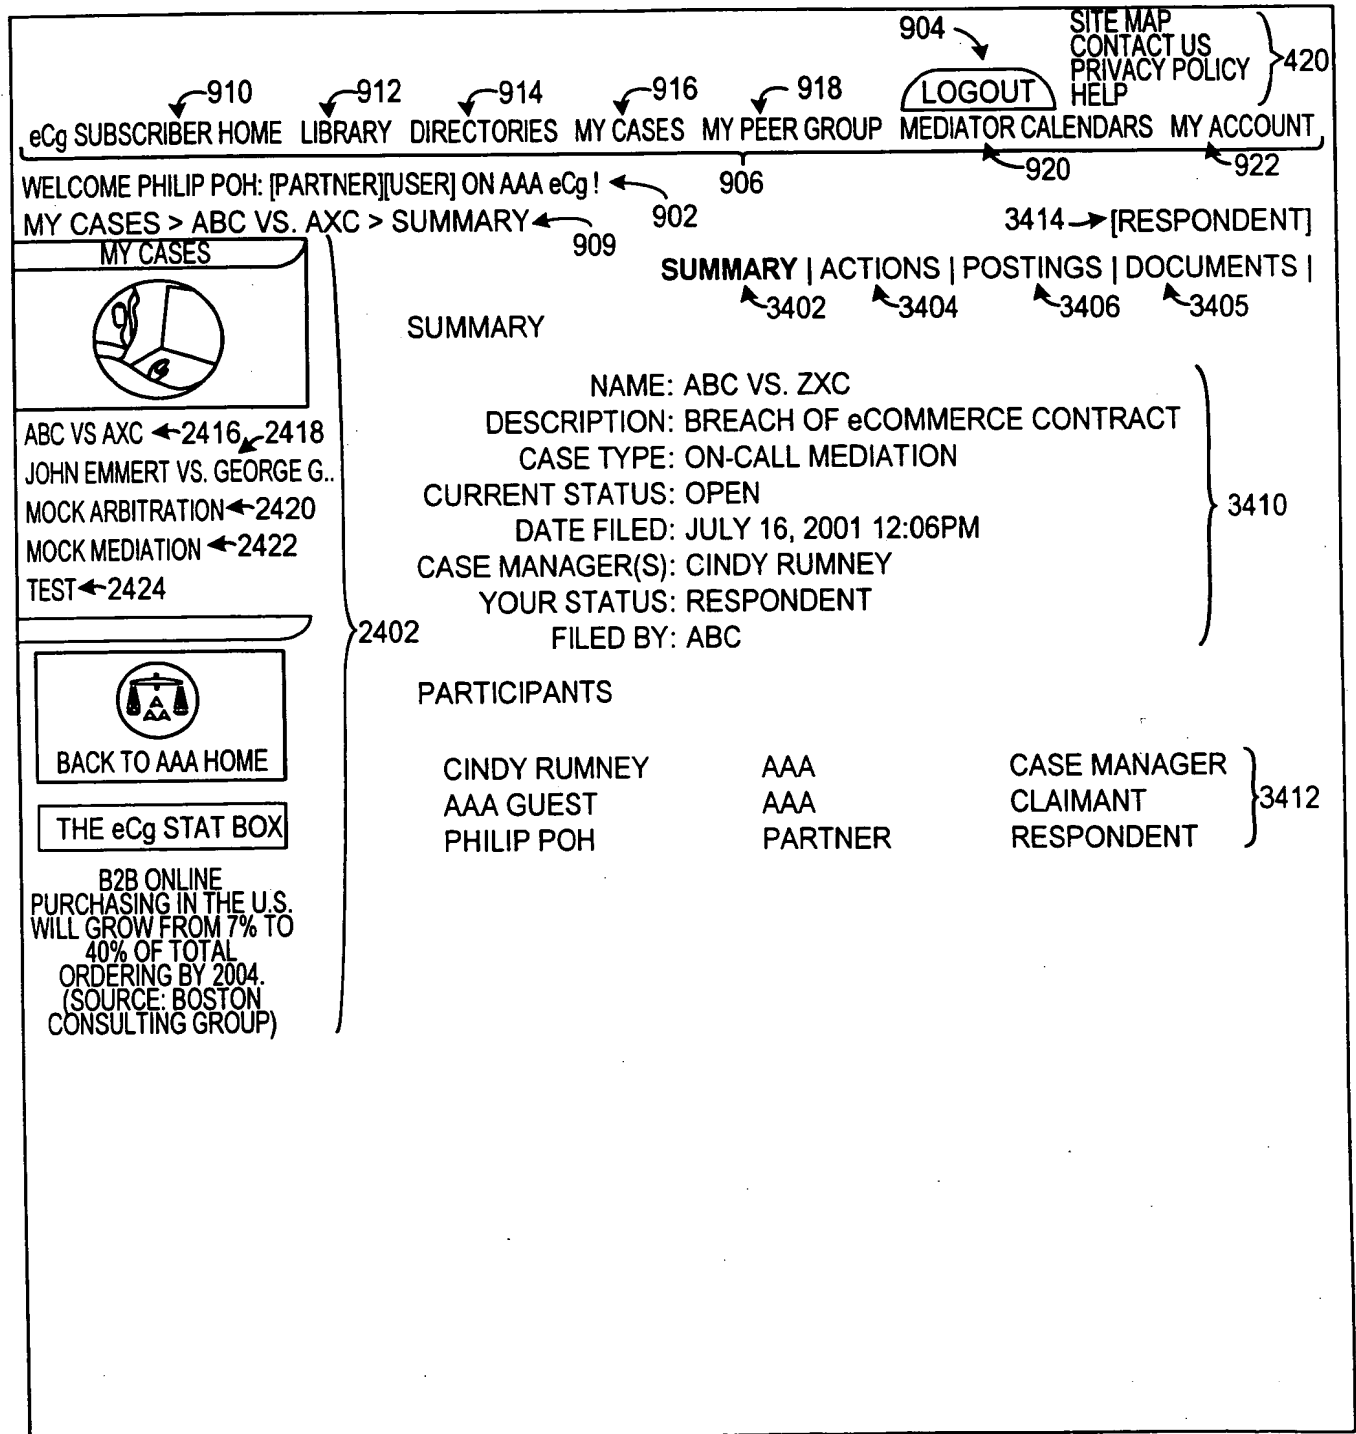 904
SITE MAP
CONTACT US
PRIVACY POLICY
HELP
420
910 912 914 916 918
LOGOUT
eCg SUBSCRIBER HOME LIBRARY DIRECTORIES MY CASES MY PEER GROUP MEDIATOR CALENDARS MY ACCOUNT
906 920 922
WELCOME PHILIP POH: [PARTNER][USER] ON AAA eCg !
902
MY CASES > ABC VS. AXC > SUMMARY
909
3414 [RESPONDENT]
SUMMARY | ACTIONS | POSTINGS | DOCUMENTS |
3402 3404 3406 3405
MY CASES
ABC VS AXC 2416 2418
JOHN EMMERT VS. GEORGE G..
MOCK ARBITRATION 2420
MOCK MEDIATION 2422
TEST 2424
2402
BACK TO AAA HOME
A
AA
THE eCg STAT BOX
B2B ONLINE
PURCHASING IN THE U.S.
WILL GROW FROM 7% TO
40% OF TOTAL
ORDERING BY 2004.
(SOURCE: BOSTON
CONSULTING GROUP)
SUMMARY
NAME: ABC VS. ZXC
DESCRIPTION: BREACH OF eCOMMERCE CONTRACT
CASE TYPE: ON-CALL MEDIATION
CURRENT STATUS: OPEN
DATE FILED: JULY 16, 2001 12:06PM
CASE MANAGER(S): CINDY RUMNEY
YOUR STATUS: RESPONDENT
FILED BY: ABC
3410
PARTICIPANTS
CINDY RUMNEY AAA CASE MANAGER
AAA GUEST AAA CLAIMANT
PHILIP POH PARTNER RESPONDENT
3412